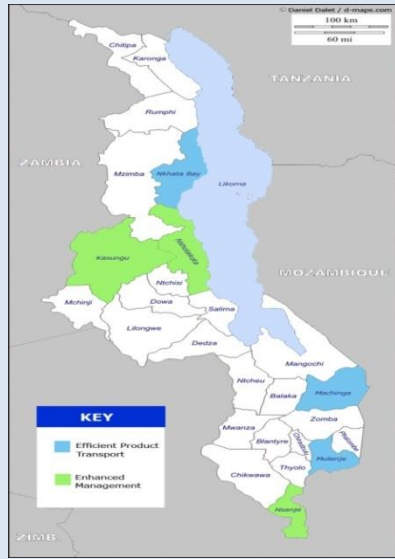 © Daniel Dalet / d-maps.com
100 km
60 mi
Chitipa
Karonga
TANZANIA
Rumphi
ZAMBIA
Mzimba
Nkhata Bay
Likoma
Kasungu
Nkhotakota
MOZAMBIQUE
Ntchisi
Mchinji
Dowa
Salima
Lilongwe
Dedza
Mangochi
Ntcheu
Balaka
Machinga
Zomba
Mwanza
Blantyre
Phalombe
Mulanje
Chikwawa
Thyolo
Nsanje
KEY
Efficient Product
Transport
Enhanced
Management
ZIMB.